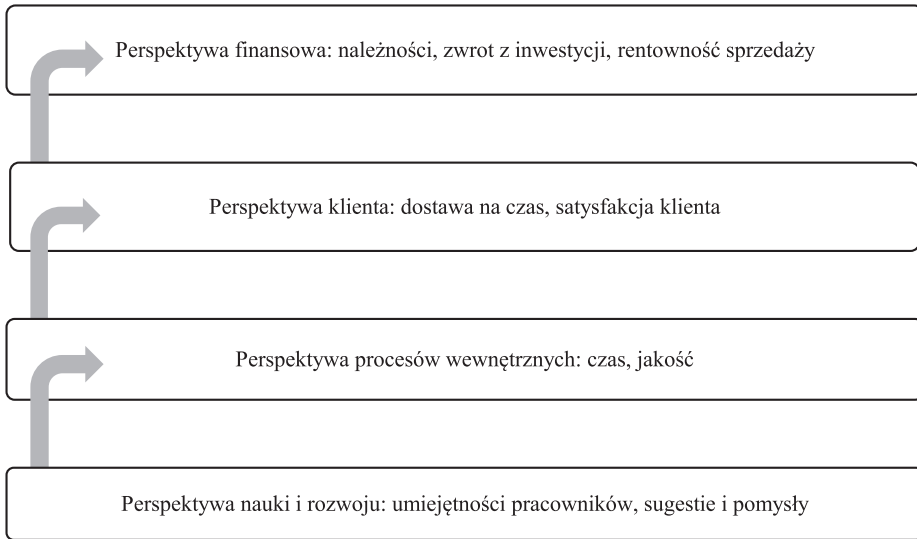 Perspektywa finansowa: należności, zwrot z inwestycji, rentowność sprzedaży
Perspektywa klienta: dostawa na czas, satysfakcja klienta
Perspektywa procesów wewnętrznych: czas, jakość
Perspektywa nauki i rozwoju: umiejętności pracowników, sugestie i pomysły